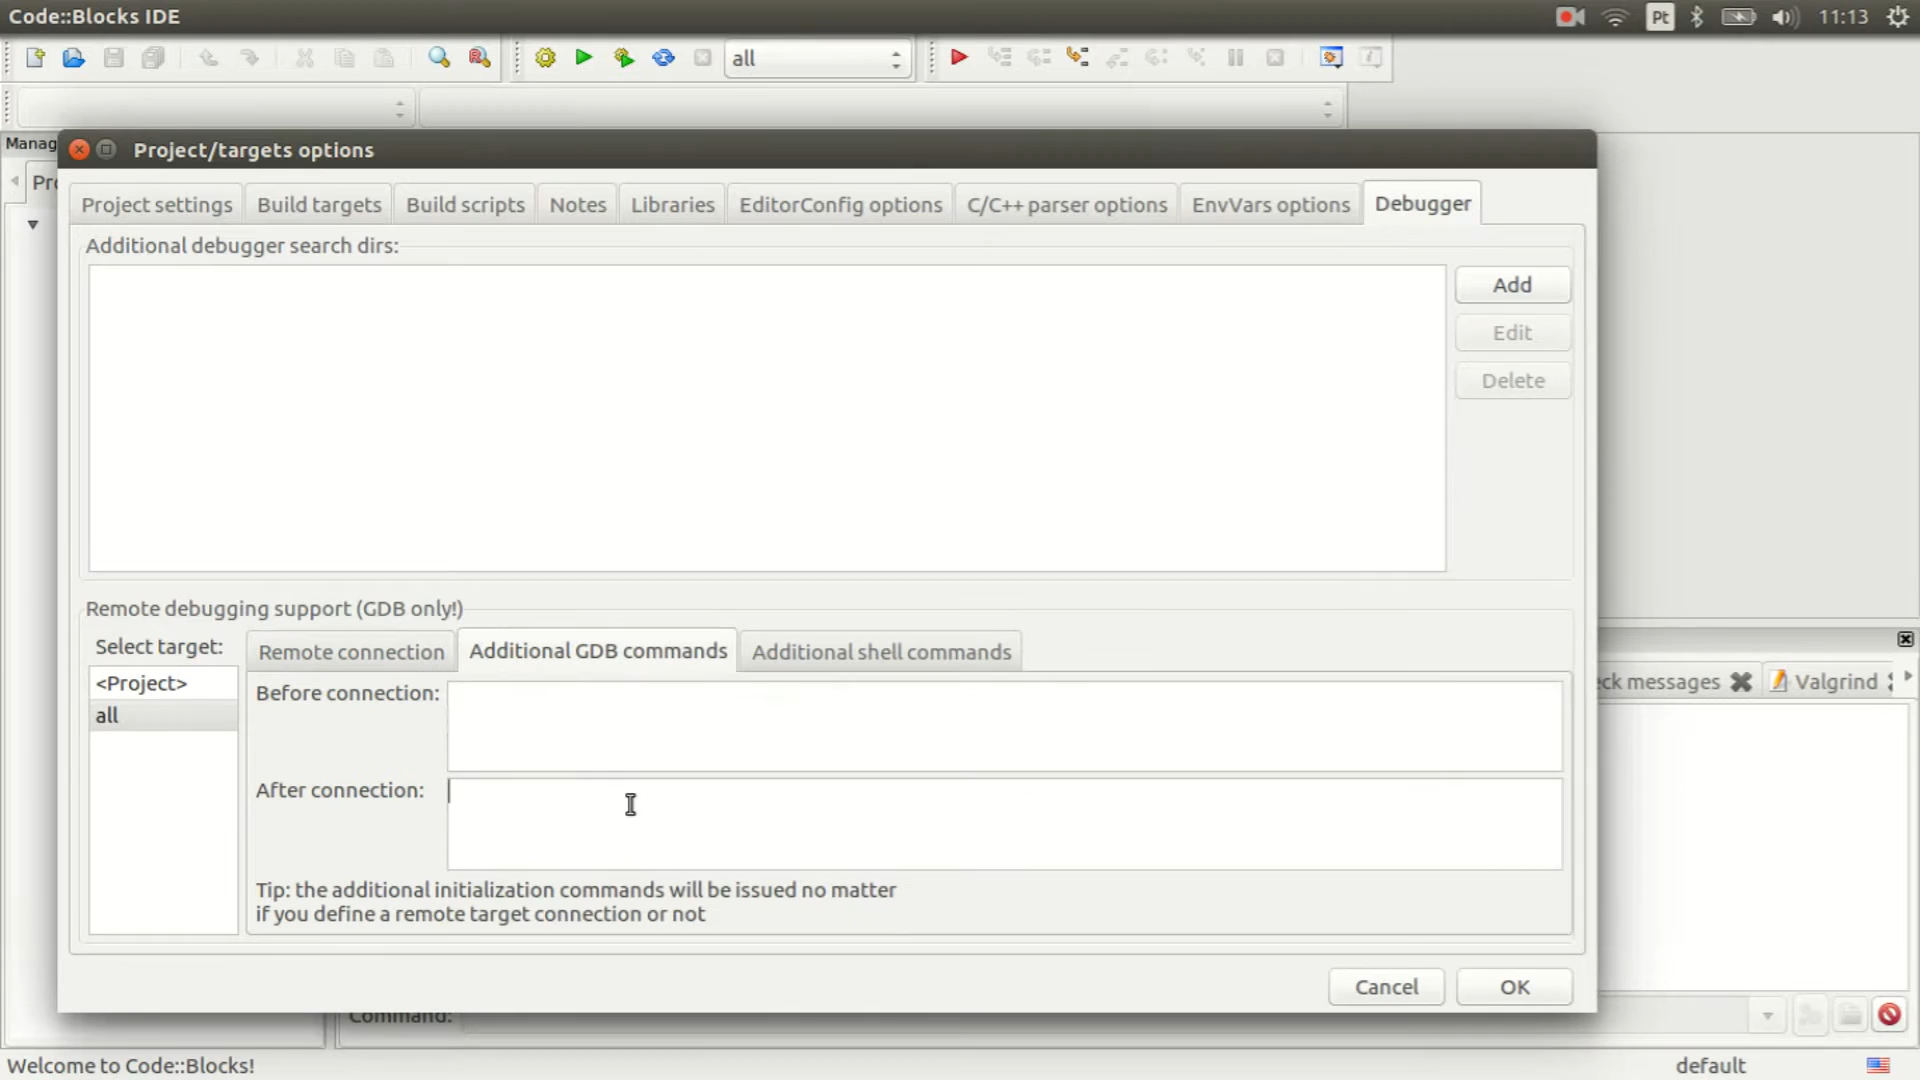 Code::Blocks IDE
Pt
11:13
all
Manag
Project/targets options
Pr
Project settings
Build targets
Build scripts
Notes
Libraries
EditorConfig options
C/C++ parser options
EnvVars options
Debugger
Additional debugger search dirs:
Add
Edit
Delete
Remote debugging support (GDB only!)
Select target:
Remote connection
Additional GDB commands
Additional shell commands
<Project>
all
Before connection:
After connection:
Tip: the additional initialization commands will be issued no matter
if you define a remote target connection or not
eck messages
Valgrind
Cancel
OK
Command:
Welcome to Code::Blocks!
default